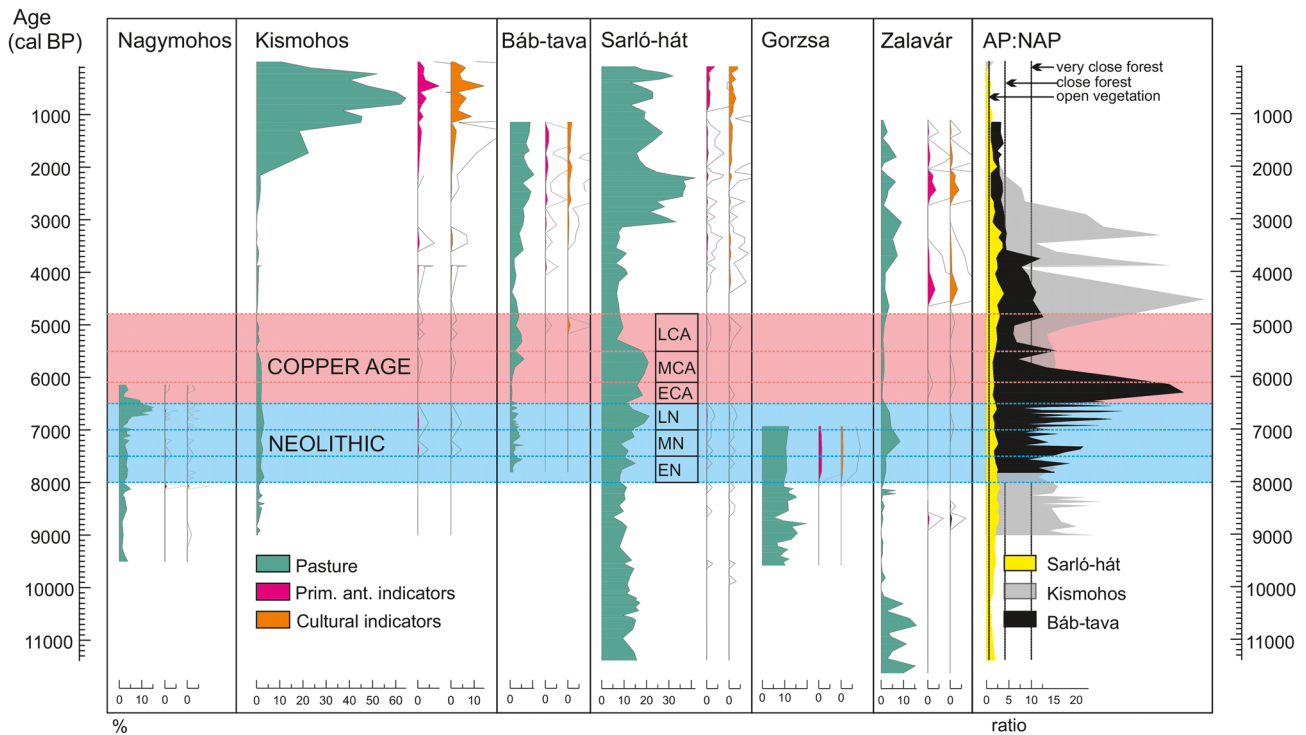 Age
(cal BP)
Nagymohos
Kismohos
Báb-tava
Sarló-hát
Gorzsa
Zalavár
AP:NAP
very close forest
close forest
open vegetation
1000
2000
3000
4000
5000
6000
7000
8000
9000
10000
11000
1000
2000
3000
4000
5000
6000
7000
8000
9000
10000
11000
COPPER AGE
NEOLITHIC
LCA
MCA
ECA
LN
MN
EN
Pasture
Prim. ant. indicators
Cultural indicators
Sarló-hát
Kismohos
Báb-tava
0 10 0 0
0 10 20 30 40 50 60 0 0 10
0 0 0
0 10 20 30 0 0
0 10 0 0
0 10 0 0
0 5 10 15 20
%
ratio